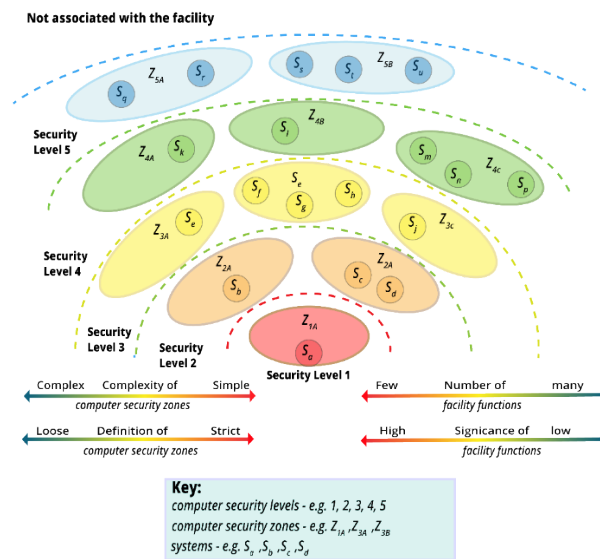 Not associated with the facility
Z5A
Sq
Sr
Ss
St
Su
Z5B
Security
Level 5
Z4A
Sk
Z4B
Si
Sm
Sn
Sp
Z4c
Security
Level 4
Z3A
Se
Sf
Se
Sg
Sh
Sj
Z3c
Security
Level 3
Security
Level 2
Z2A
Sb
Z2A
Sc
Sd
Z1A
Sa
Security Level 1
Complex Complexity of Simple
computer security zones
Few Number of many
facility functions
Loose Definition of Strict
computer security zones
High Signicance of low
facility functions
Key:
computer security levels - e.g. 1, 2, 3, 4, 5
computer security zones - e.g. Z1A ,Z3A ,Z3B
systems - e.g. Sa ,Sb ,Sc ,Sd